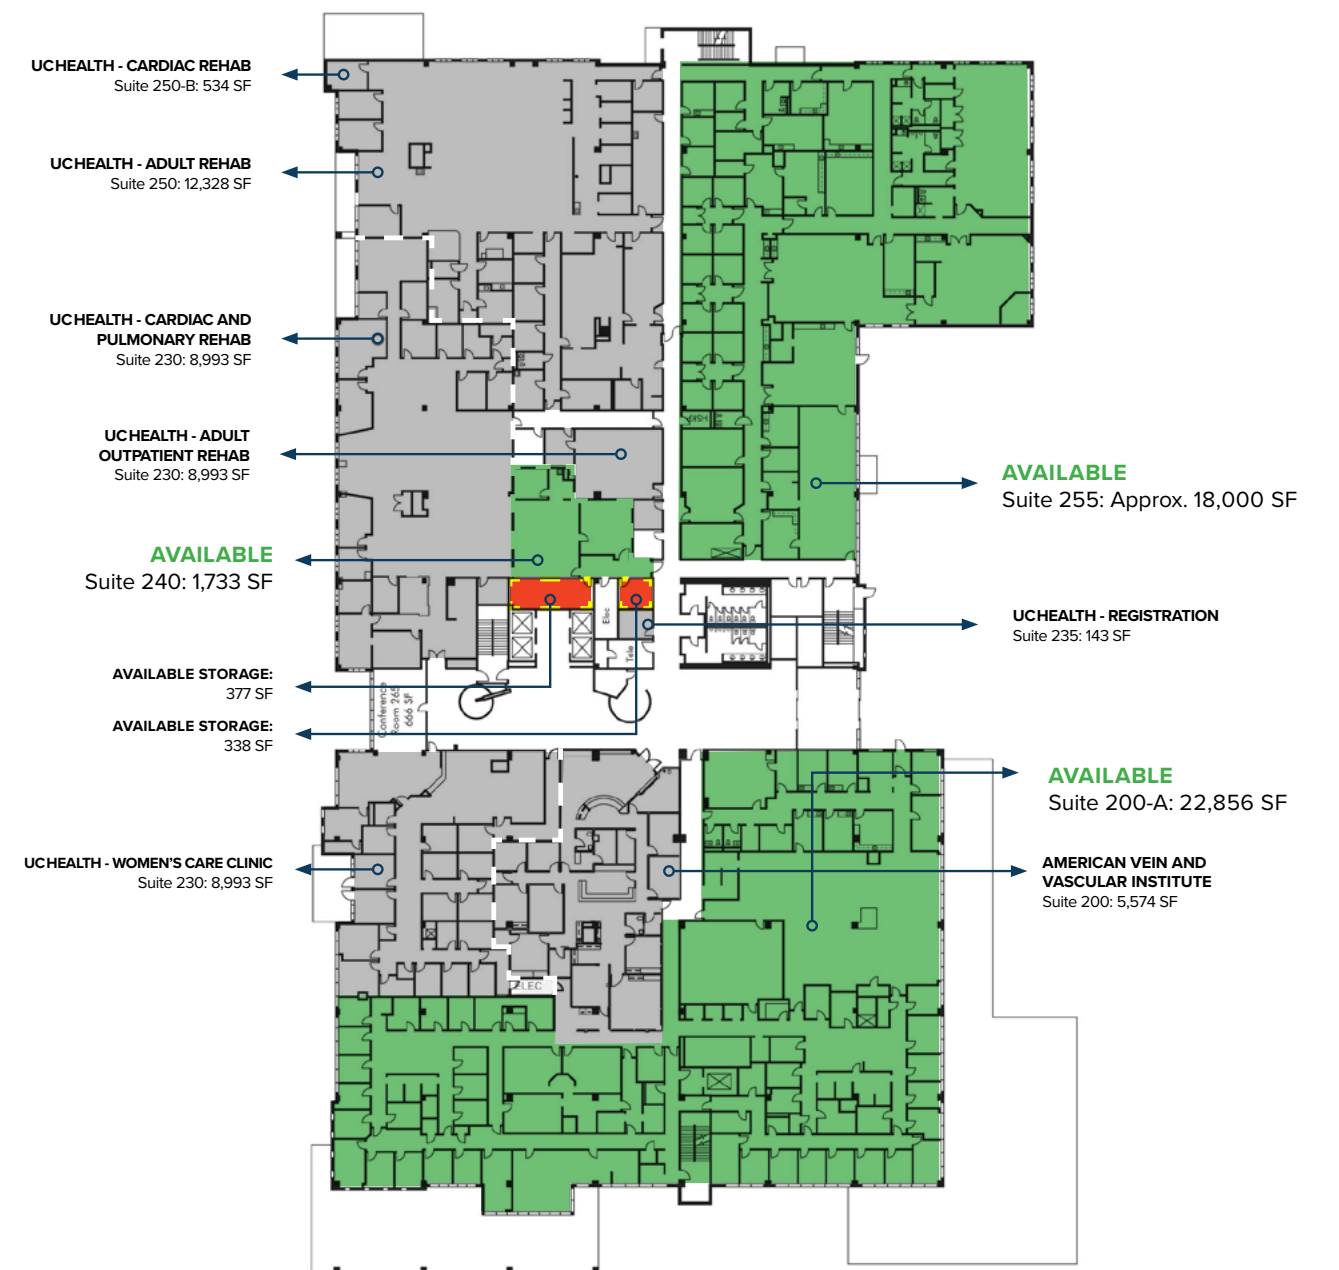 UCHEALTH - CARDIAC REHAB
Suite 250-B: 534 SF
UCHEALTH - ADULT REHAB
Suite 250: 12,328 SF
UCHEALTH - CARDIAC AND
PULMONARY REHAB
Suite 230: 8,993 SF
UCHEALTH - ADULT
OUTPATIENT REHAB
Suite 230: 8,993 SF
AVAILABLE
Suite 255: Approx. 18,000 SF
AVAILABLE
Suite 240: 1,733 SF
Elec
Tele
UCHEALTH - REGISTRATION
Suite 235: 143 SF
AVAILABLE STORAGE:
377 SF
Conference
Room 265
666 SF
AVAILABLE STORAGE:
338 SF
AVAILABLE
Suite 200-A: 22,856 SF
UCHEALTH - WOMEN'S CARE CLINIC
Suite 230: 8,993 SF
AMERICAN VEIN AND
VASCULAR INSTITUTE
Suite 200: 5,574 SF
ELEC